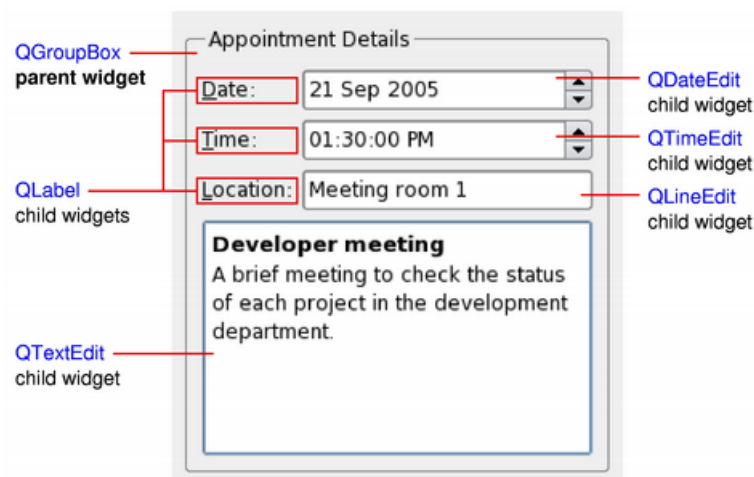 Appointment Details
QGroupBox
parent widget
Date:
21 Sep 2005
QDateEdit
child widget
Time:
01:30:00 PM
QTimeEdit
child widget
QLabel
child widgets
Location:
Meeting room 1
QLineEdit
child widget
Developer meeting
A brief meeting to check the status
of each project in the development
department.
QTextEdit
child widget